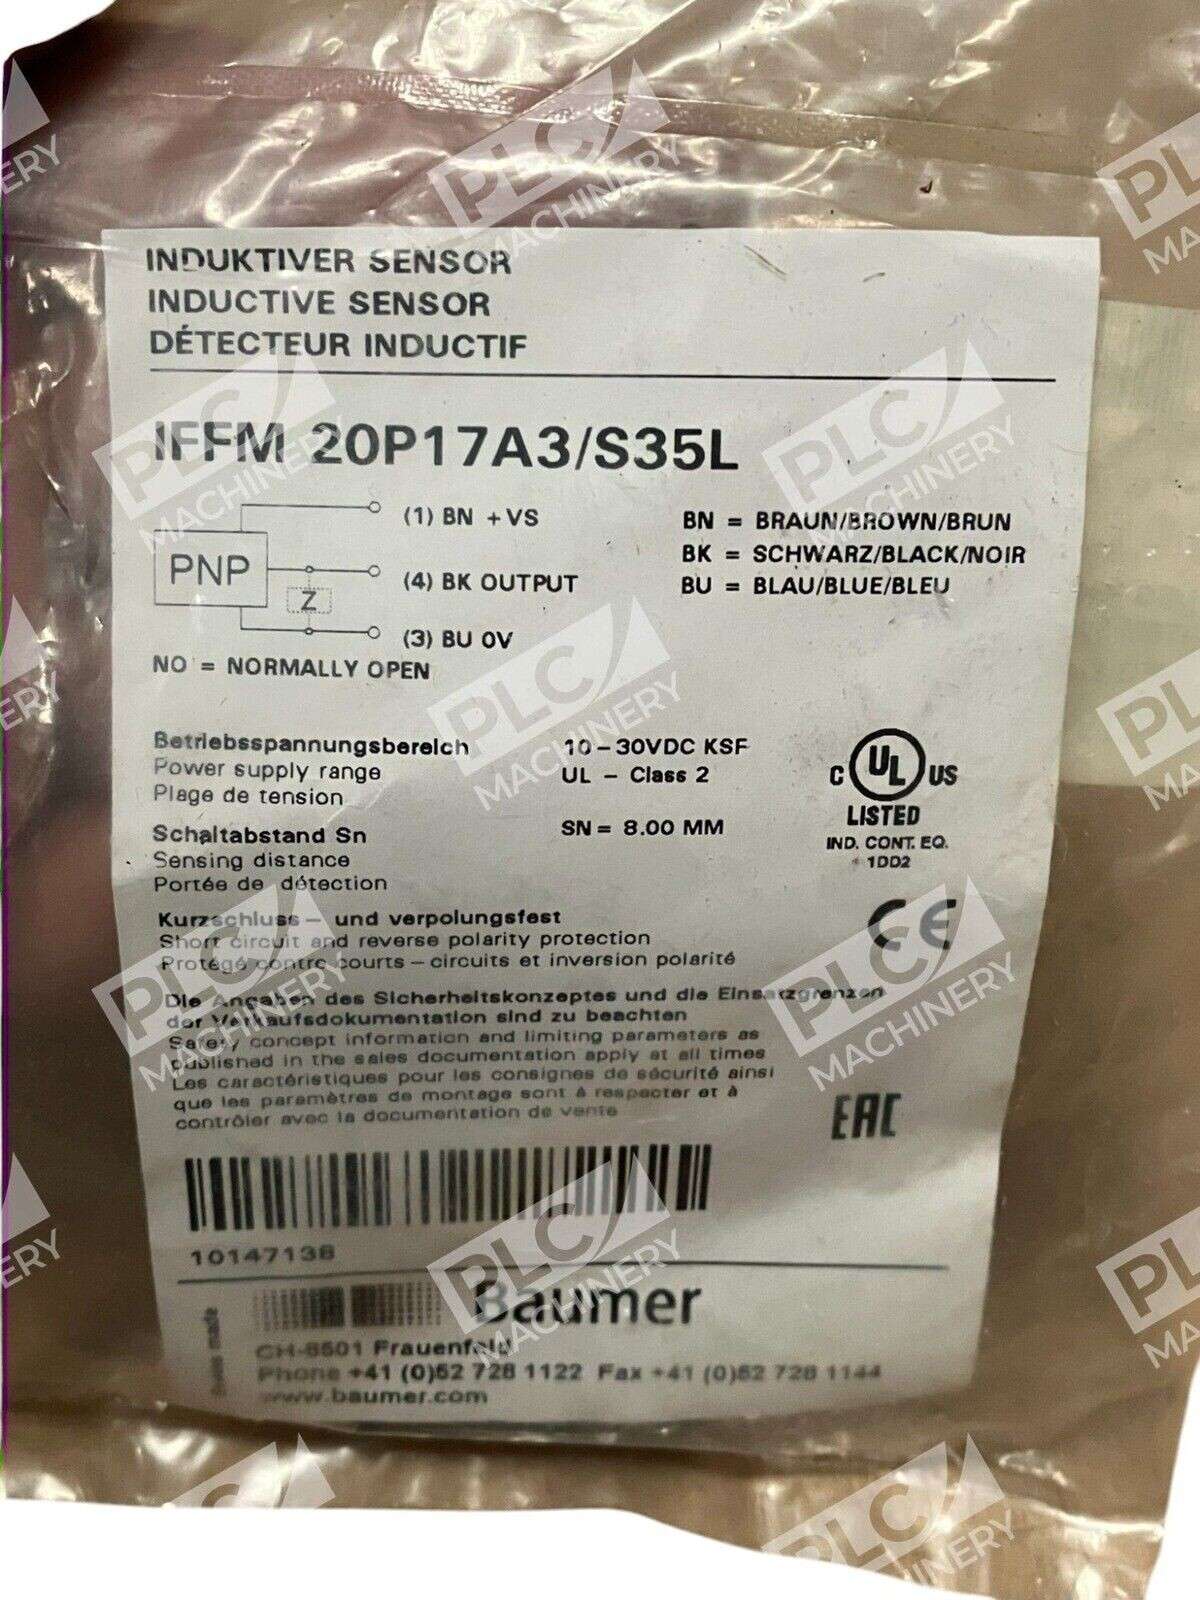 INDUKTIVER SENSOR
INDUCTIVE SENSOR
DÉTECTEUR INDUCTIF
IFFM 20P17A3/S35L
PNP
Z
(1) BN +VS
(4) BK OUTPUT
(3) BU 0V
BN = BRAUN/BROWN/BRUN
BK = SCHWARZ/BLACK/NOIR
BU = BLAU/BLUE/BLEU
NO = NORMALLY OPEN
Betriebsspannungsbereich 10-30VDC KSF
Power supply range UL - Class 2
Plage de tension
Schaltabstand Sn SN = 8.00 MM
Sensing distance
Portée de détection
C UL US
LISTED
IND. CONT. EQ.
1DD2
Kurzschluss- und verpolungsfest
Short circuit and reverse polarity protection
Protégé contre courts-circuits et inversion polarité
CE
Die Angaben des Sicherheitskonzeptes und die Einsatzgrenzen
der Verkaufsdokumentation sind zu beachten
Safety concept information and limiting parameters as
published in the sales documentation apply at all times
Les caractéristiques pour les consignes de sécurité ainsi
que les paramètres de montage sont à respecter et à
contrôler avec la documentation de vente
EAC
10147138
Swiss made
Baumer
CH-8501 Frauenfeld
Phone +41 (0)52 728 1122 Fax +41 (0)52 728 1144
www.baumer.com
PLC MACHINERY